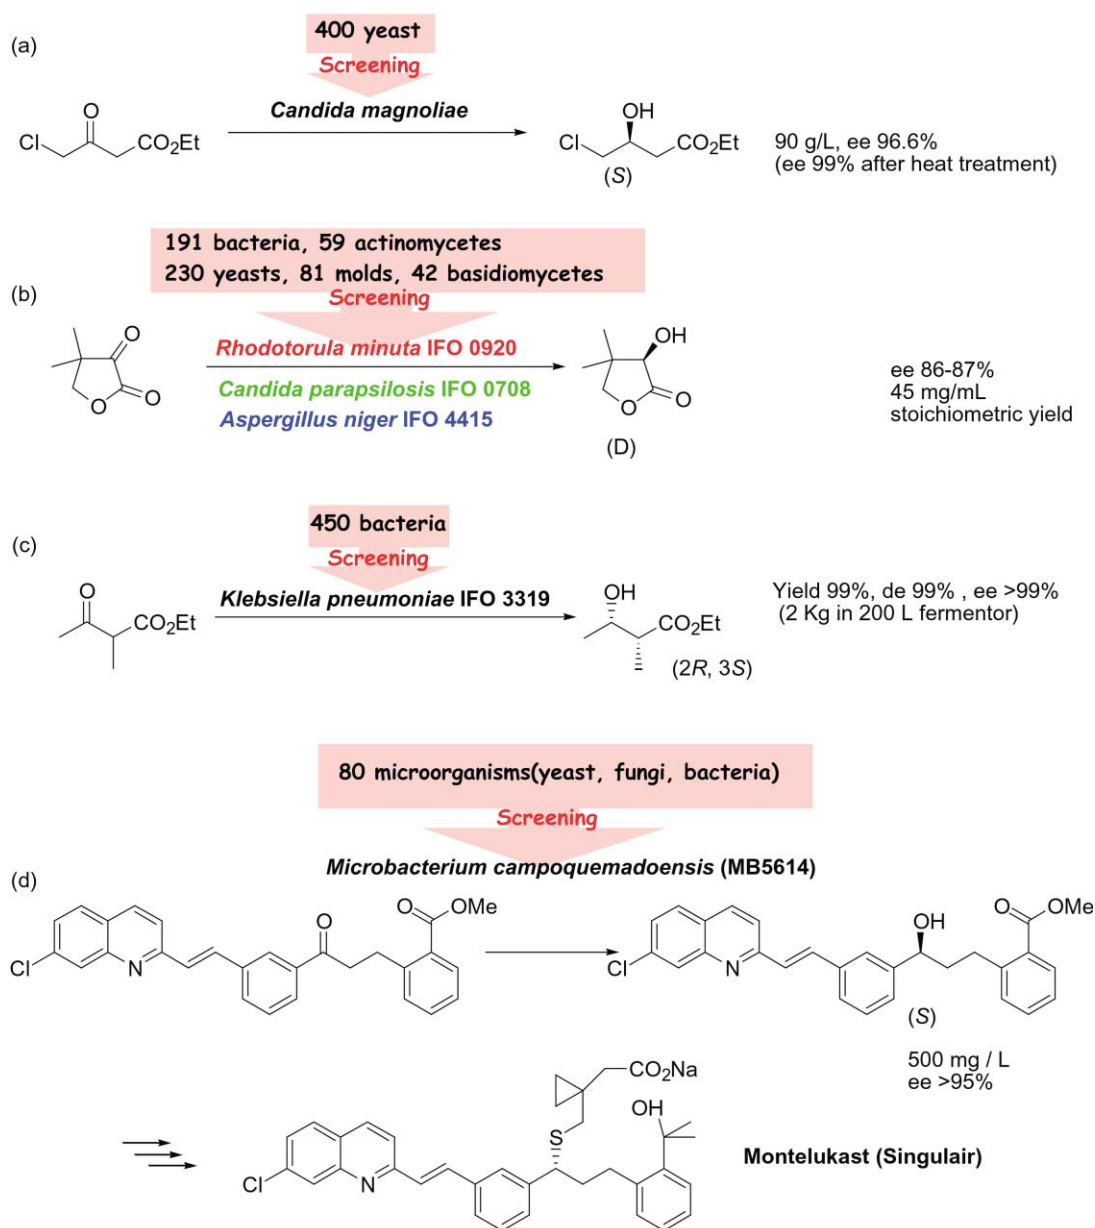 (a)
400 yeast
Screening
Candida magnoliae
O
Cl
CO2Et
OH
Cl
CO2Et
(S)
90 g/L, ee 96.6%
(ee 99% after heat treatment)
191 bacteria, 59 actinomycetes
230 yeasts, 81 molds, 42 basidiomycetes
Screening
(b)
Rhodotorula minuta IFO 0920
Candida parapsilosis IFO 0708
Aspergillus niger IFO 4415
O
O
O
OH
O
O
(D)
ee 86-87%
45 mg/mL
stoichiometric yield
450 bacteria
Screening
(c)
Klebsiella pneumoniae IFO 3319
O
CO2Et
OH
CO2Et
(2R, 3S)
Yield 99%, de 99% , ee >99%
(2 Kg in 200 L fermentor)
80 microorganisms(yeast, fungi, bacteria)
Screening
Microbacterium campoquemadoensis (MB5614)
(d)
Cl
N
O
O
OMe
Cl
N
OH
O
OMe
(S)
500 mg / L
ee >95%
CO2Na
OH
S
Cl
N
Montelukast (Singulair)